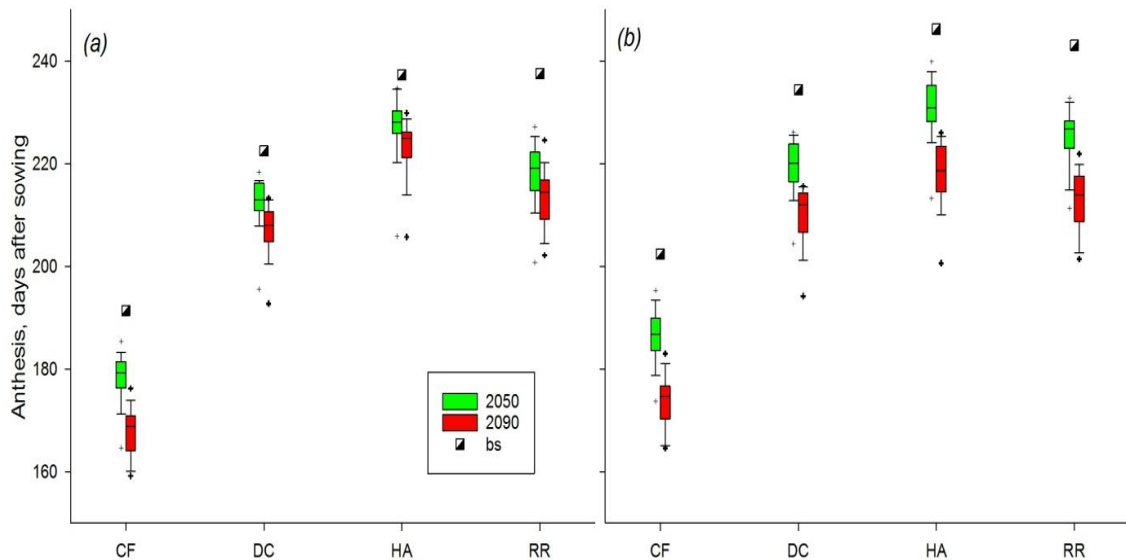 (a)
(b)
Anthesis, days after sowing
240
220
200
180
160
2050
2090
bs
CF DC HA RR
CF DC HA RR